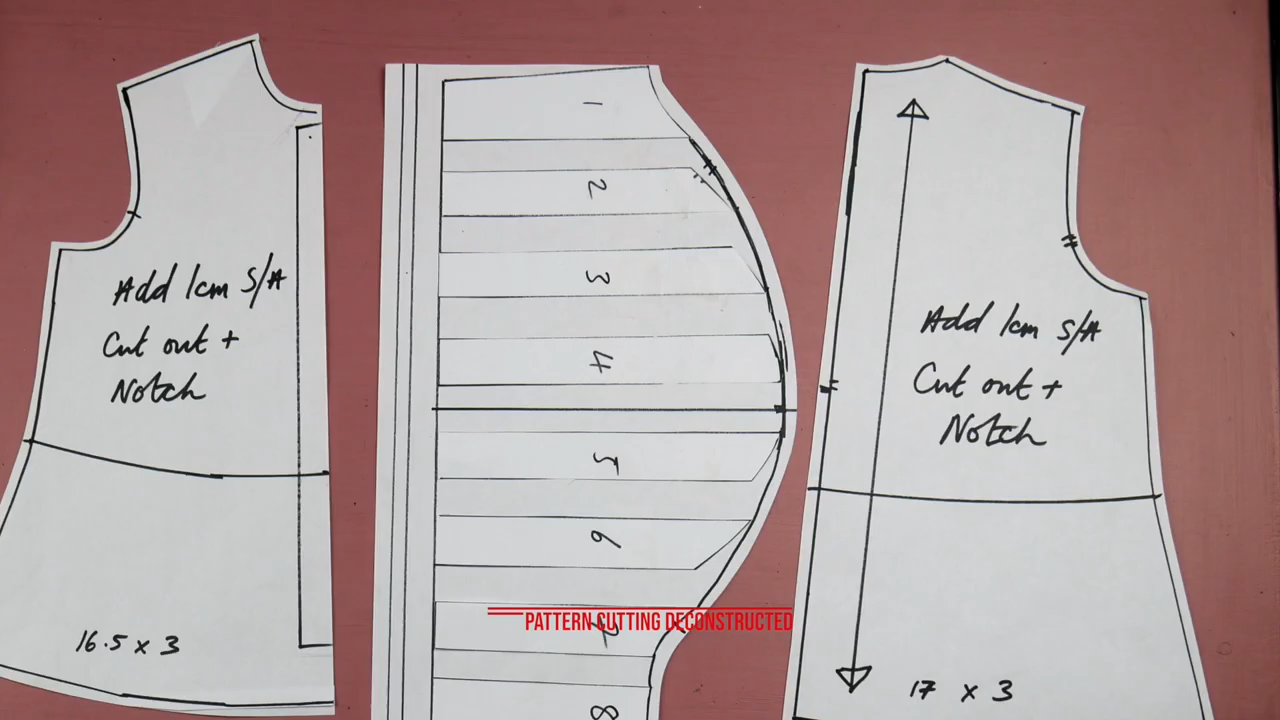 Add 1cm S/A
Cut out +
Notch
16.5 x 3
1
2
3
4
5
6
7
8
Add 1cm S/A
Cut out +
Notch
17 x 3
PATTERN CUTTING DECONSTRUCTED